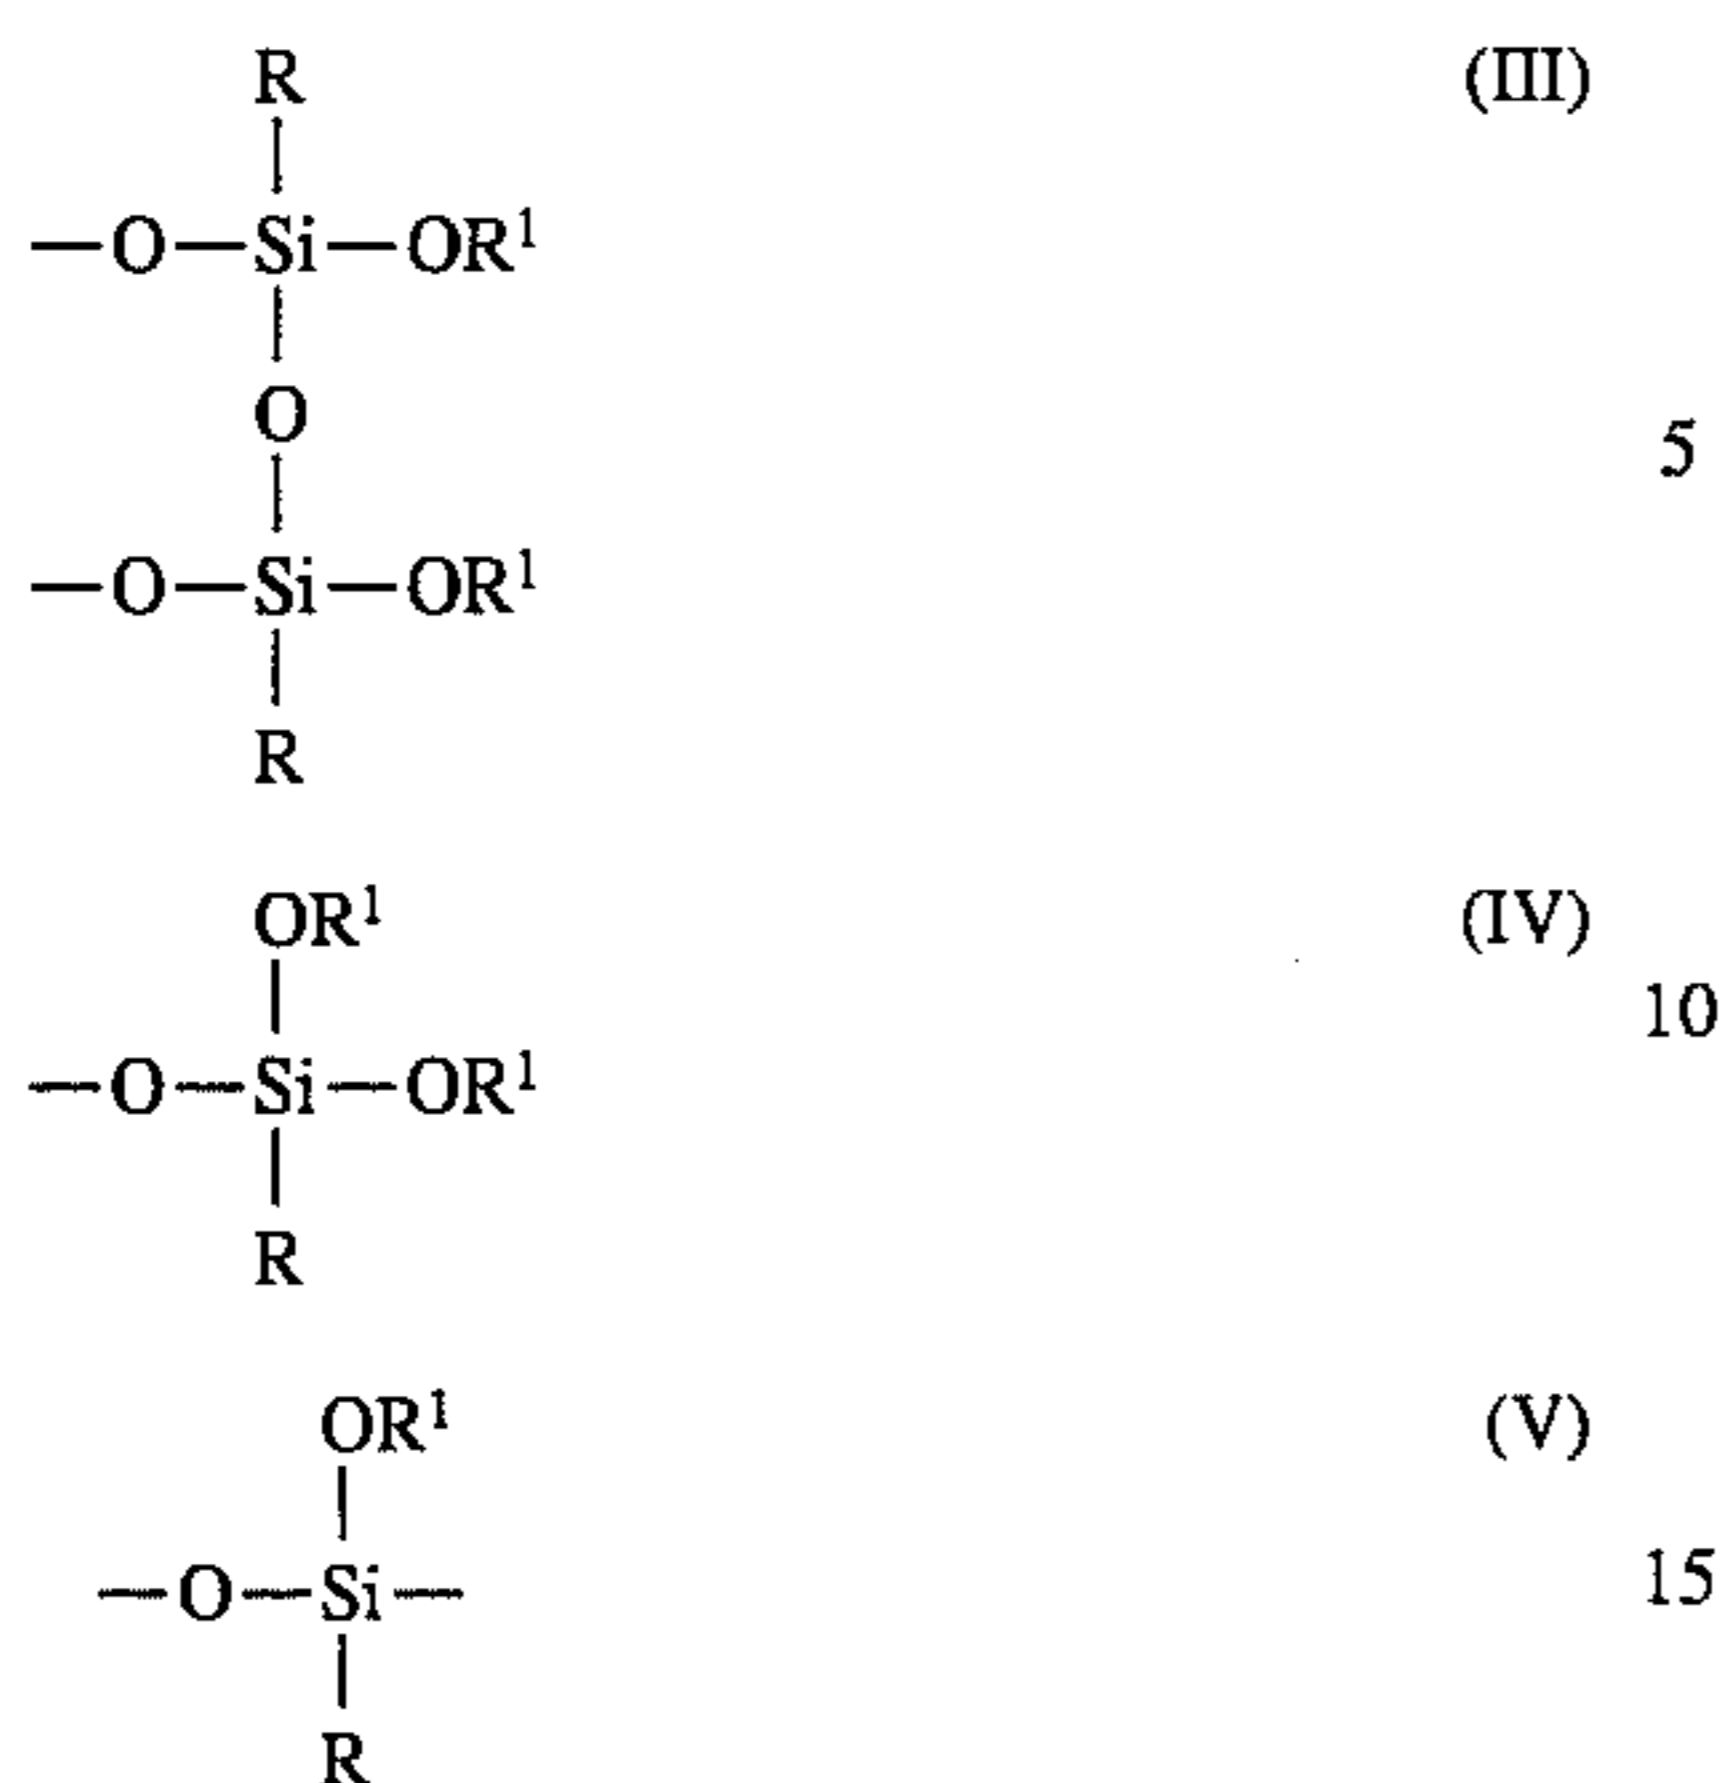 R (III)
—O—Si—OR¹
O 5
—O—Si—OR¹
R
OR¹ (IV)
10
—O—Si—OR¹
R
OR¹ (V)
—O—Si— 15
R